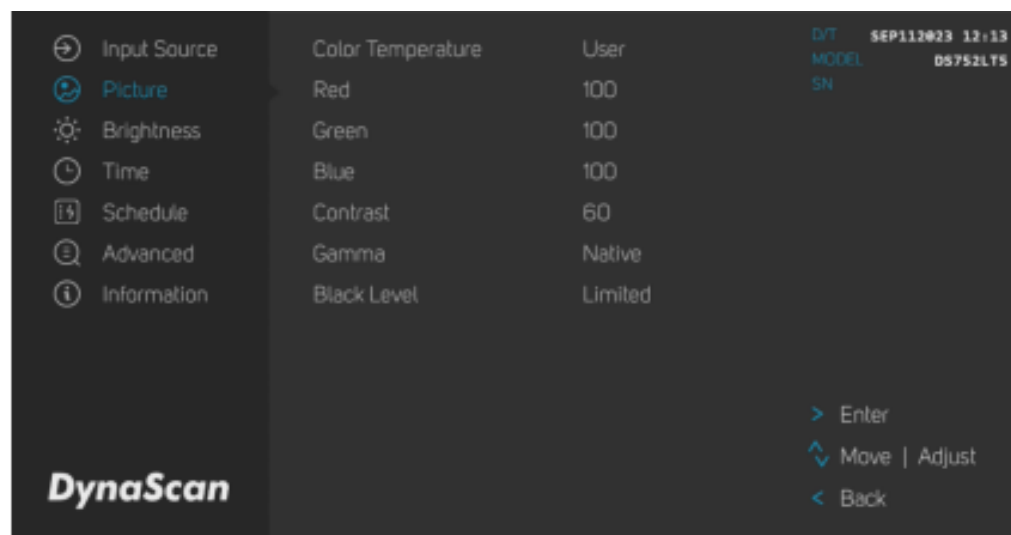 Input Source
Picture
Brightness
Time
Schedule
Advanced
Information
DynaScan
Color Temperature User
Red 100
Green 100
Blue 100
Contrast 60
Gamma Native
Black Level Limited
D/T SEP112023 12:13
MODEL DS752LT5
SN
> Enter
Move | Adjust
< Back